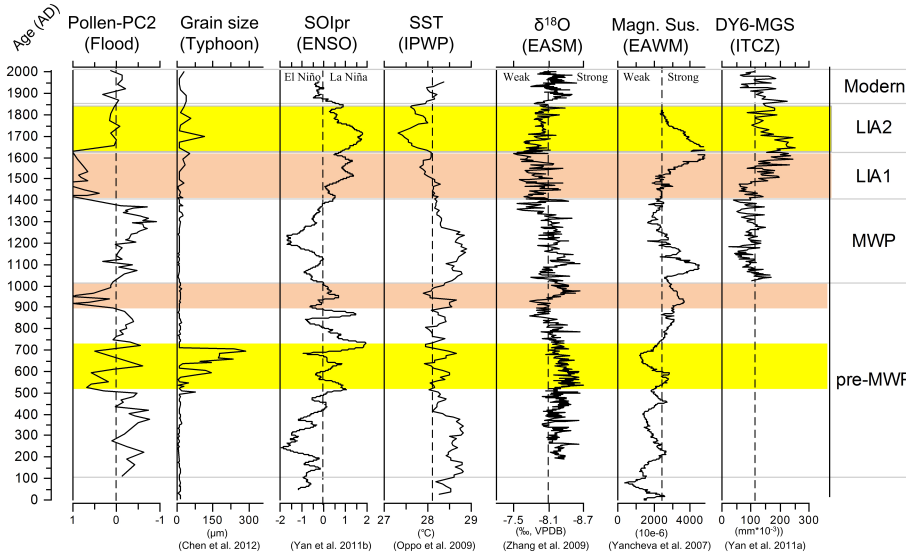 Age (AD)
Pollen-PC2 Grain size SOIpr SST δ¹⁸O Magn. Sus. DY6-MGS
(Flood) (Typhoon) (ENSO) (IPWP) (EASM) (EAWM) (ITCZ)
El Niño La Niña Weak Strong Weak Strong
2000
Modern
1900
1800
LIA2
1700
1600
1500
LIA1
1400
1300
1200
MWP
1100
1000
900
800
700
600
500
pre-MWP
400
300
200
100
0
1 0 -1 0 150 300 -2 -1 0 1 2 27 28 29 -7.5 -8.1 -8.7 0 2000 4000 0 100 200
(µm) (℃) (‰, VPDB) (10e-6) (mm*10⁻³))
(Chen et al. 2012) (Yan et al. 2011b) (Oppo et al. 2009) (Zhang et al. 2009) (Yancheva et al. 2007) (Yan et al. 2011a)